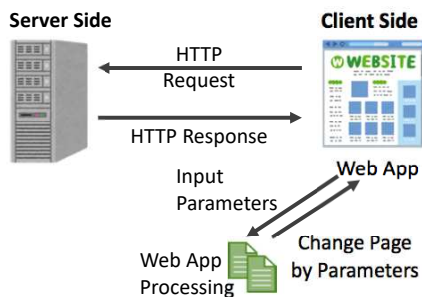 Server Side
Client Side
HTTP
Request
WEBSITE
HTTP Response
Web App
Input
Parameters
Web App
Processing
Change Page
by Parameters